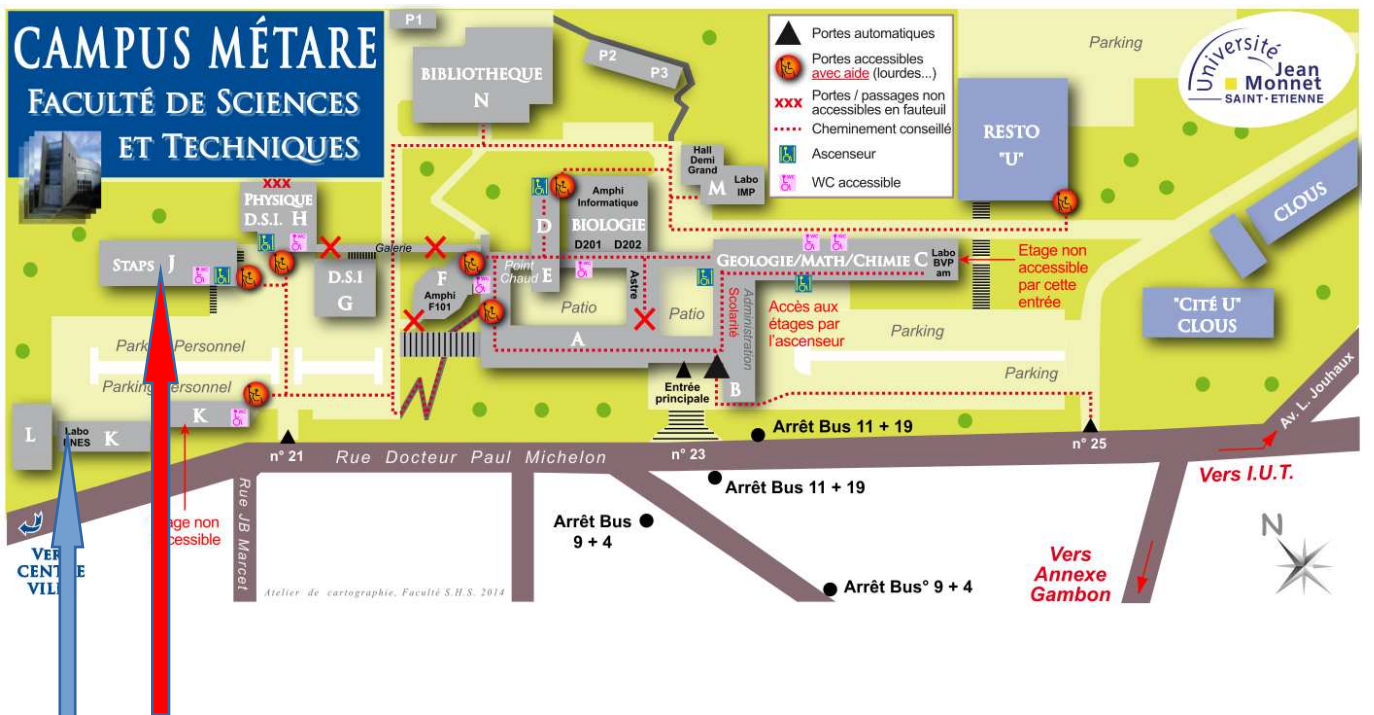 CAMPUS MÉTARE
FACULTÉ DE SCIENCES
ET TECHNIQUES
P1
P2
P3
BIBLIOTHEQUE
N
Portes automatiques
Portes accessibles
avec aide (lourdes...)
xxx
Portes / passages non
accessibles en fauteuil
Cheminement conseillé
Ascenseur
WC
WC accessible
Parking
Université
Jean
Monnet
SAINT-ETIENNE
RESTO
"U"
CLOUS
"CITÉ U"
CLOUS
Hall
Demi
Grand
M
Labo
IMP
xxx
PHYSIQUE
D.S.I. H
STAPS J
Galerie
D.S.I
G
F
Amphi
F101
Point
Chaud
D
E
Amphi
Informatique
BIOLOGIE
D201 D202
Astre
Patio
Patio
A
GEOLOGIE/MATH/CHIMIE C
Labo
BVP
am
Etage non
accessible
par cette
entrée
Administration
Scolarité
B
Accès aux
étages par
l'ascenseur
Parking
Parking
Parking Personnel
Parking Personnel
L
Labo
K
K
Entrée
principale
Arrêt Bus 11 + 19
n° 21
Rue Docteur Paul Michelon
n° 23
n° 25
Av. L. Jouhaux
Vers I.U.T.
Arrêt Bus 11 + 19
Rue JB Marcet
Arrêt Bus
9 + 4
Arrêt Bus° 9 + 4
Vers
Annexe
Gambon
N
non
VERS
CENTRE
VILLE
Atelier de cartographie, Faculté S.H.S. 2014